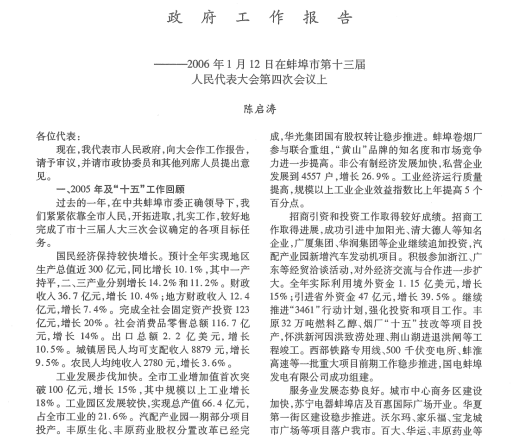 政府工作报告
———2006年1月12日在蚌埠市第十三届
人民代表大会第四次会议上
陈启涛
各位代表：
现在，我代表市人民政府，向大会作工作报告，
请予审议，并请市政协委员和其他列席人员提出意
见。
一、2005年及“十五”工作回顾
过去的一年，在中共蚌埠市委正确领导下，我
们紧紧依靠全市人民，开拓进取，扎实工作，较好地
完成了市十三届人大三次会议确定的各项目标任
务。
国民经济保持较快增长。预计全年实现地区
生产总值近300亿元，同比增长10.1%，其中一产
持平，二、三产业分别增长14.2%和11.2%。财政
收入36.7亿元，增长10.4%；地方财政收入12.4
亿元，增长7.4%。完成全社会固定资产投资123
亿元，增长20%。社会消费品零售总额116.7亿
元，增长14%。出口总额2.2亿美元，增长
10.5%。城镇居民人均可支配收入8879元，增长
9.5%。农民人均纯收入2780元，增长3.6%。
工业发展步伐加快。全市工业增加值首次突
破100亿元，增长15%，其中规模以上工业增长
18%。工业园区发展较快，实现总产值66.4亿元，
占全市工业的21.6%。汽配产业园一期部分项目
投产。丰原生化、丰原药业股权分置改革已经完
成，华光集团国有股权转让稳步推进。蚌埠卷烟厂
参与联合重组，“黄山”品牌的知名度和市场竞争
力进一步提高。非公有制经济发展加快，私营企业
发展到4557户，增长26.9%。工业经济运行质量
提高，规模以上工业企业效益指数比上年提高5个
百分点。
招商引资和投资工作取得较好成绩。招商工
作取得进展，成功引进中加阳光、清大德人等知名
企业，广厦集团、华润集团等企业继续追加投资，汽
配产业园新增汽车发动机项目。积极参加浙江、广
东等经贸洽谈活动，对外经济交流与合作进一步扩
大。全年实际利用境外资金1.15亿美元，增长
15%；引进省外资金47亿元，增长39.5%。继续
推进“3461”行动计划，强化投资和项目工作。丰
原32万吨燃料乙醇、烟厂“十五”技改等项目投
产，怀洪新河因洪致涝处理、荆山湖进退洪闸等工
程竣工。西部铁路专用线、500千伏变电所、蚌淮
高速等一批重大项目前期工作稳步推进，国电蚌埠
发电有限公司成功组建。
服务业发展态势良好。城市中心商务区建设
加快，苏宁电器蚌埠店及百惠国际广场开业。华夏
第一街区建设稳步推进。沃尔玛、家乐福、宝龙城
市广场等项目落户我市。百大、华运、丰原药业等